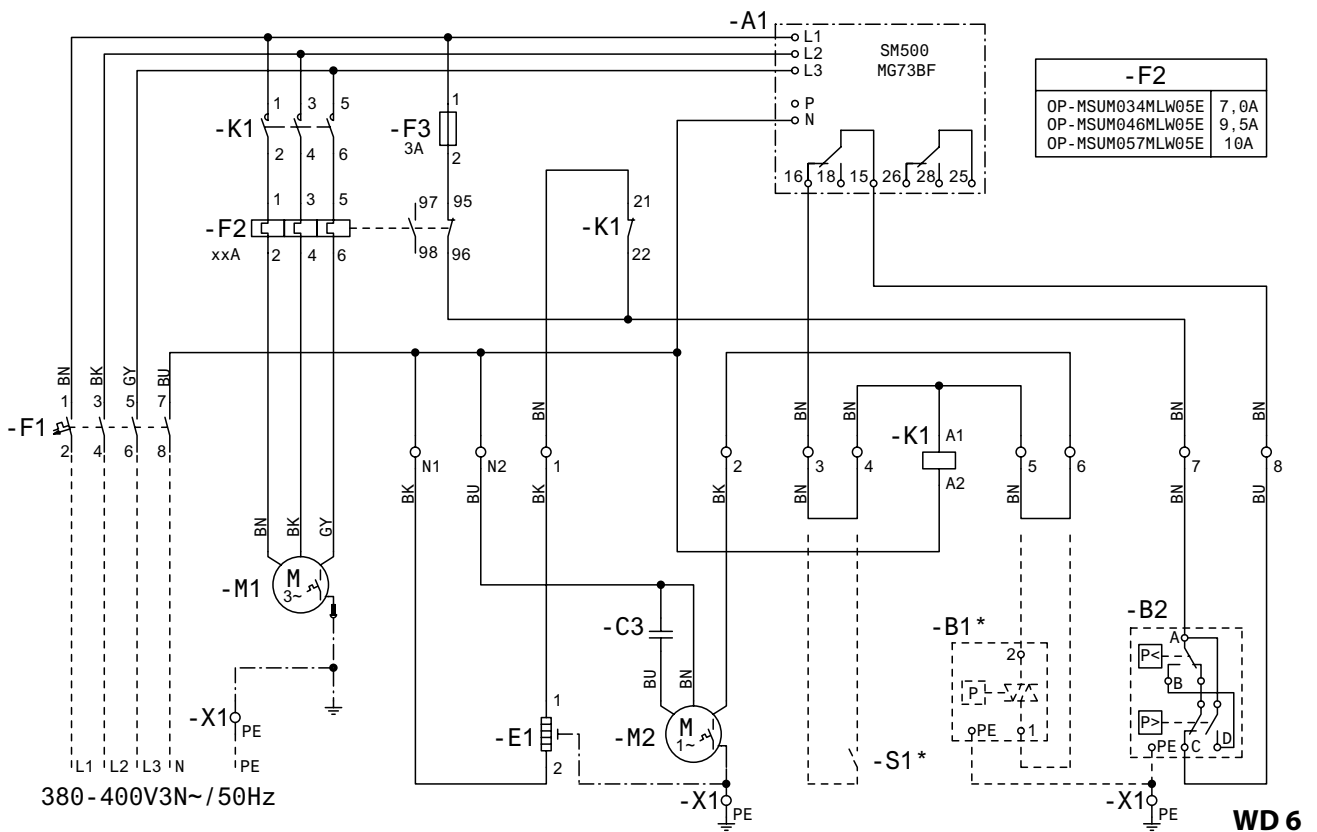 -A1
L1
L2
L3
P
N
SM500
MG73BF
16 18 15 26 28 25
-F2
OP-MSUM034MLW05E 7,0A
OP-MSUM046MLW05E 9,5A
OP-MSUM057MLW05E 10A
-K1
1 3 5
2 4 6
-F3
3A
1
2
-F2
xxA
1 3 5
2 4 6
97 95
98 96
-K1
21
22
BN BK GY BU
-F1
1 3 5 7
2 4 6 8
BN BK GY
-M1
M
3~
-X1
PE
L1 L2 L3 N PE
380-400V3N~/50Hz
N1
BK
N2
BU
BN
1
BK
2
BK
BN
3
BN
BN
4
-K1
A1
A2
5
BN
6
BN
7
BN
BN
8
BU
-E1
1
2
-C3
BU BN
-M2
M
1~
-X1
PE
-S1*
-B1*
2
P
PE 1
-B2
A
P<
B
P>
PE C D
-X1
PE
WD 6